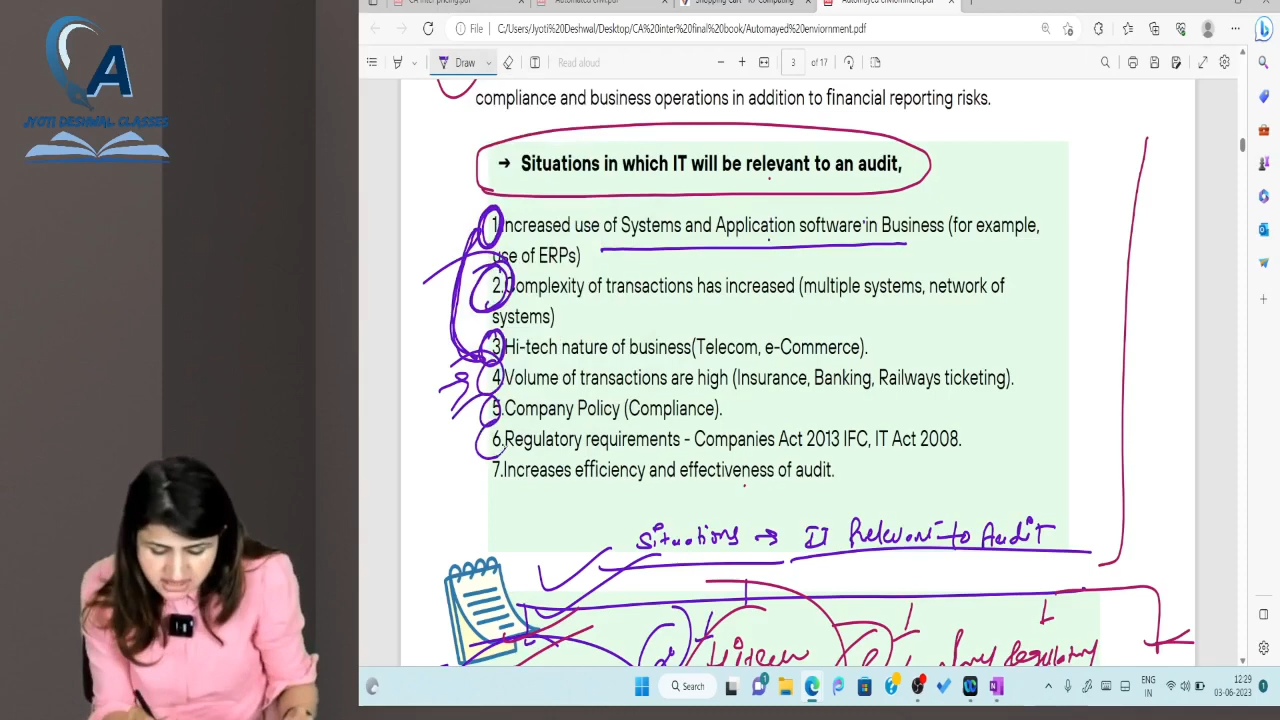 CA
JYOTI DESHWAL CLASSES
Automated enviornment.pdf
File | C:/Users/Jyoti%20Deshwal/Desktop/CA%20inter%20final%20book/Automayed%20enviornment.pdf
Draw
Read aloud
3 of 17
compliance and business operations in addition to financial reporting risks.
→ Situations in which IT will be relevant to an audit,
1.Increased use of Systems and Application software in Business (for example,
use of ERPs)
2.Complexity of transactions has increased (multiple systems, network of
systems)
3.Hi-tech nature of business(Telecom, e-Commerce).
4.Volume of transactions are high (Insurance, Banking, Railways ticketing).
5.Company Policy (Compliance).
6.Regulatory requirements - Companies Act 2013 IFC, IT Act 2008.
7.Increases efficiency and effectiveness of audit.
Situations → IT Relevant to Audit
Hitech
Regulatory
Search
ENG
IN
12:29
03-06-2023